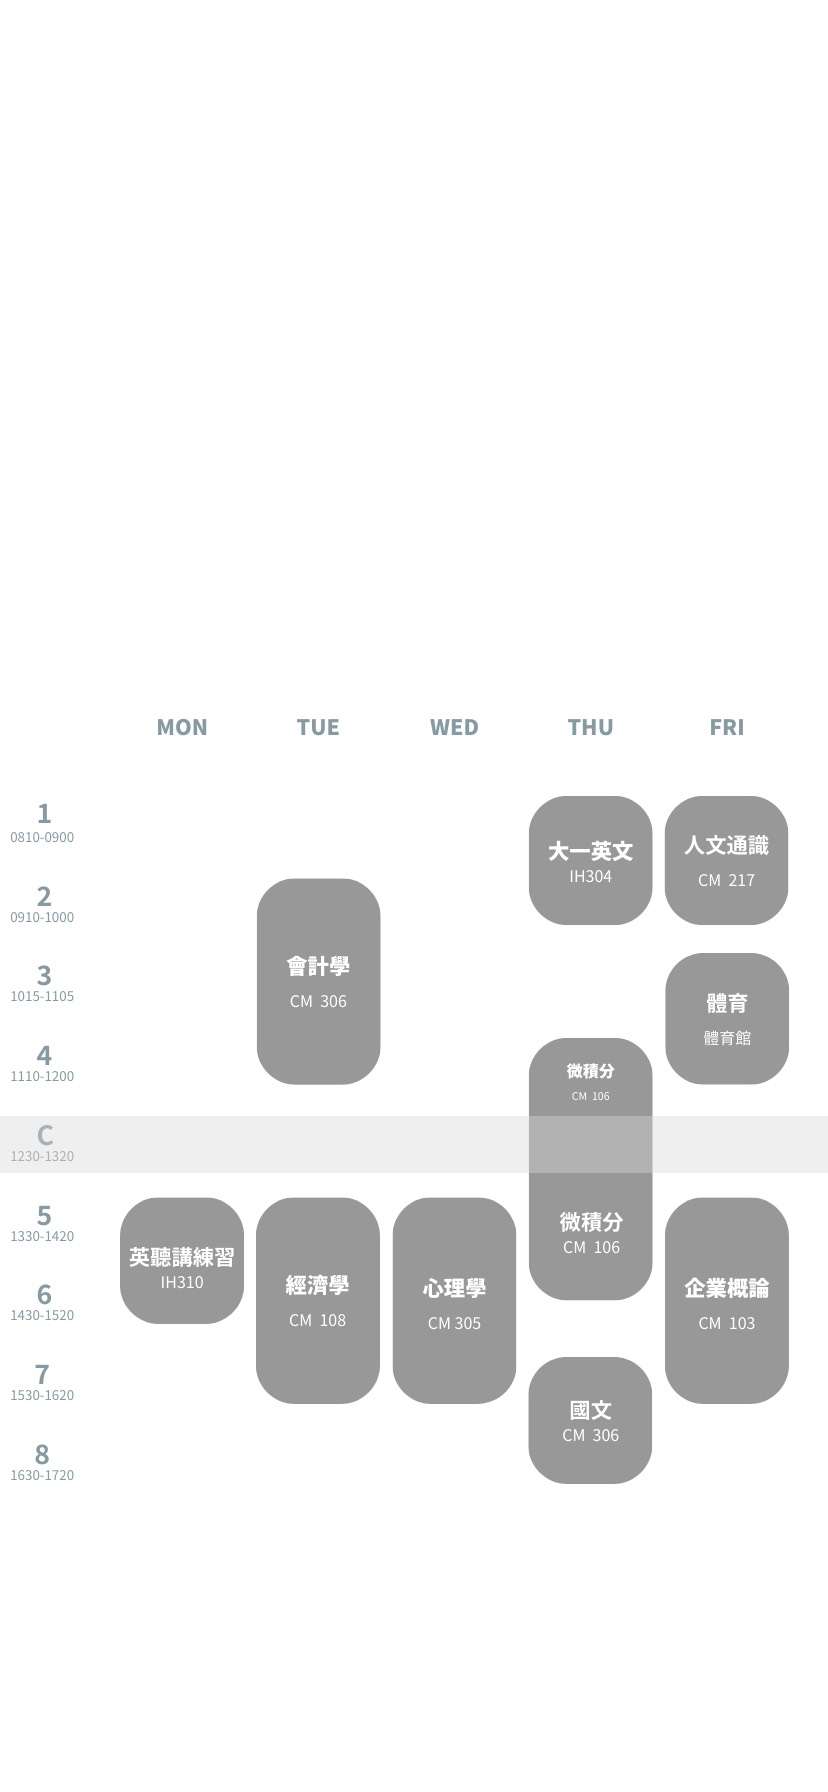 MON TUE WED THU FRI
1
0810-0900
大一英文
IH304
人文通識
CM 217
2
0910-1000
會計學
CM 306
3
1015-1105
體育
體育館
4
1110-1200
微積分
CM 106
C
1230-1320
5
1330-1420
微積分
CM 106
英聽講練習
IH310
經濟學
CM 108
心理學
CM 305
企業概論
CM 103
6
1430-1520
7
1530-1620
國文
CM 306
8
1630-1720